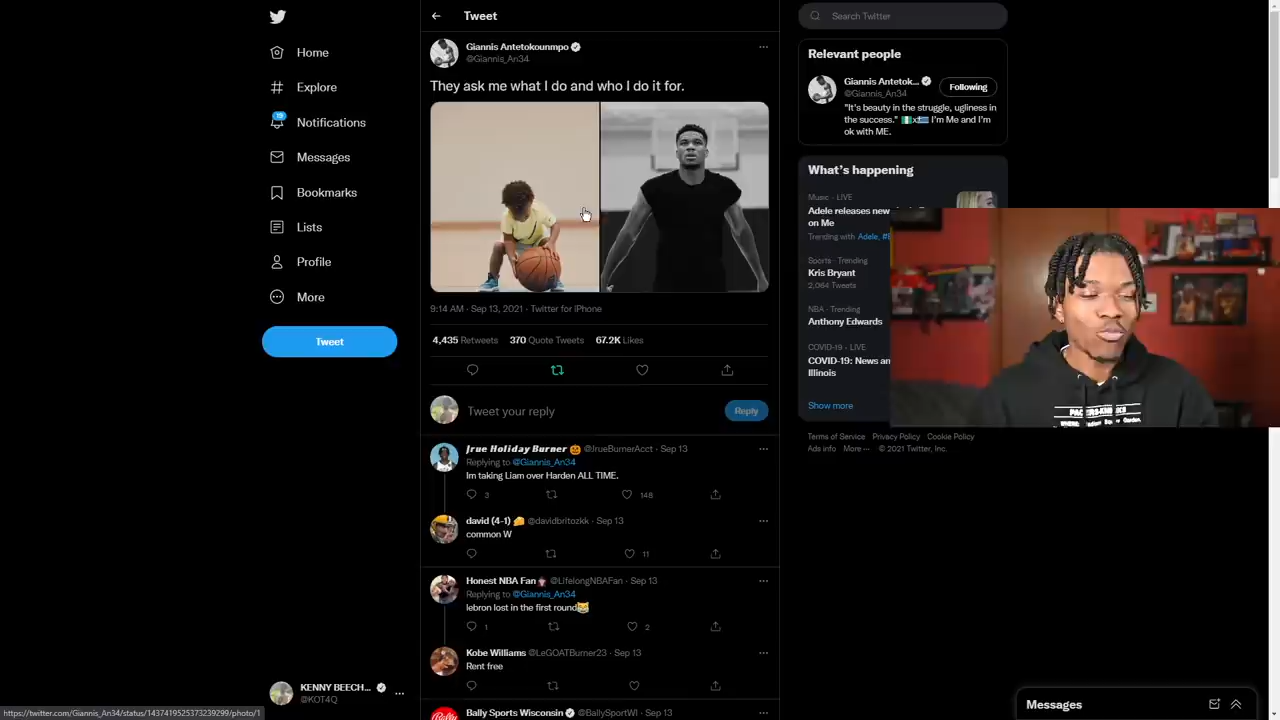 Tweet
Search Twitter
Home
Explore
19
Notifications
Messages
Bookmarks
Lists
Profile
More
Tweet
KENNY BEECH...
@KOT4Q
Giannis Antetokounmpo
@Giannis_An34
They ask me what I do and who I do it for.
9:14 AM · Sep 13, 2021 · Twitter for iPhone
4,435 Retweets 370 Quote Tweets 67.2K Likes
Tweet your reply
Reply
Jrue Holiday Burner 🎃 @JrueBurnerAcct · Sep 13
Replying to @Giannis_An34
Im taking Liam over Harden ALL TIME.
3 148
david (4-1) 🧀 @davidbritozkk · Sep 13
common W
11
Honest NBA Fan @LifelongNBAFan · Sep 13
Replying to @Giannis_An34
lebron lost in the first round😹
1 2
Kobe Williams @LeGOATBurner23 · Sep 13
Rent free
Bally Sports Wisconsin @BallySportWI · Sep 13
Relevant people
Giannis Antetok...
@Giannis_An34
Following
"It's beauty in the struggle, ugliness in
the success." 🇳🇬x🇬🇷 I'm Me and I'm
ok with ME.
What's happening
Music · LIVE
Adele releases new
on Me
Trending with Adele,
Sports · Trending
Kris Bryant
2,064 Tweets
NBA · Trending
Anthony Edwards
COVID-19 · LIVE
COVID-19: News an
Illinois
Show more
Terms of Service Privacy Policy Cookie Policy
Ads info More ··· © 2021 Twitter, Inc.
PACERS-KNICKS
Messages
https://twitter.com/Giannis_An34/status/1437419525373239299/photo/1